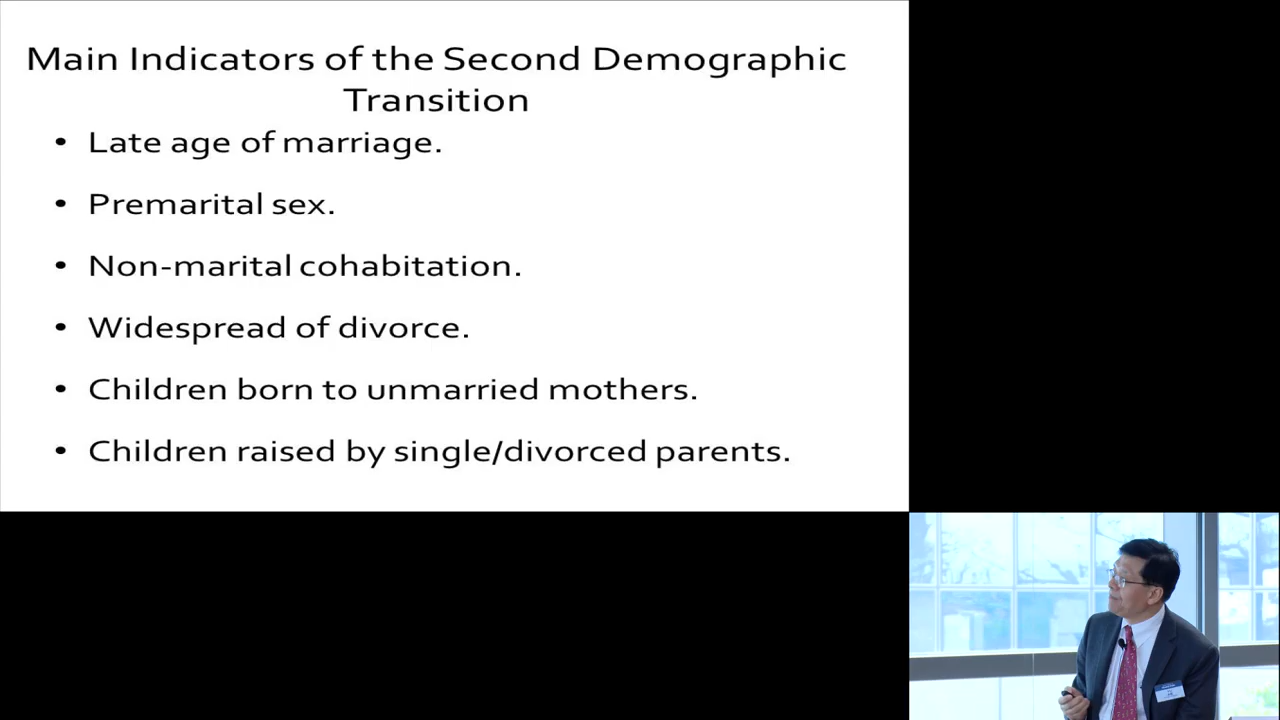 Main Indicators of the Second Demographic
Transition
• Late age of marriage.
• Premarital sex.
• Non-marital cohabitation.
• Widespread of divorce.
• Children born to unmarried mothers.
• Children raised by single/divorced parents.